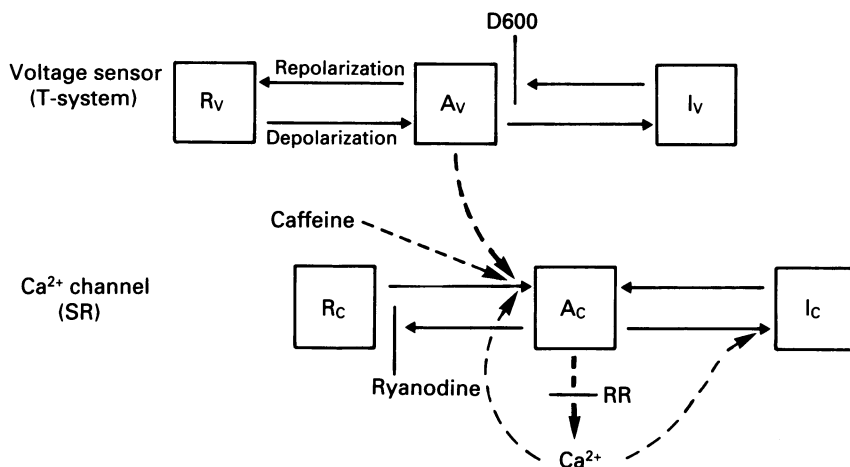 D600
Voltage sensor
(T-system)
Repolarization
RV
AV
IV
Depolarization
Caffeine
Ca2+ channel
(SR)
RC
AC
IC
Ryanodine
RR
Ca2+